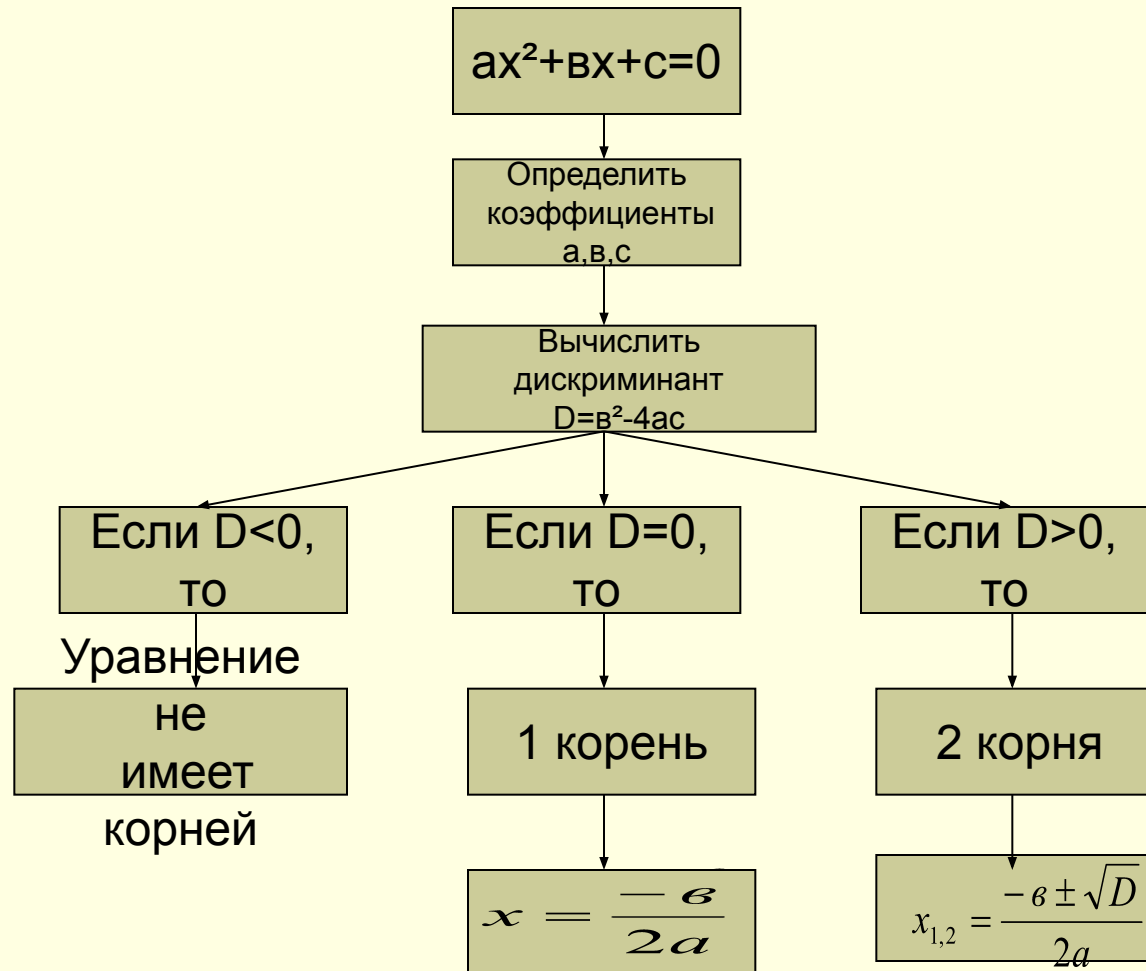 ах²+вх+с=0
Определить
коэффициенты
а,в,с
Вычислить
дискриминант
D=в²-4ас
Если D<0,
то
Уравнение
не
имеет
корней
Если D=0,
то
1 корень
x = −в / 2a
Если D>0,
то
2 корня
x₁,₂ = (−в ± √D) / 2a